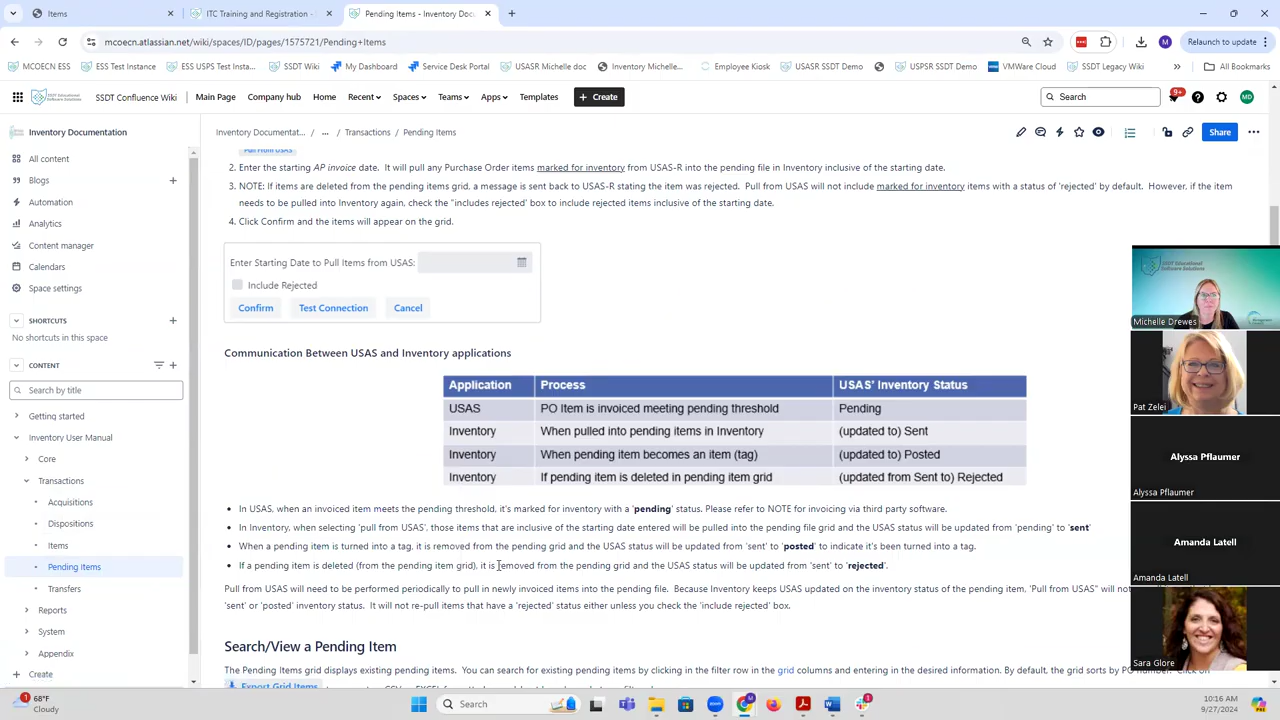 Items
ITC Training and Registration -
Pending Items - Inventory Docu
mcoecn.atlassian.net/wiki/spaces/ID/pages/1575721/Pending+Items
Relaunch to update
MCOECN ESS
ESS Test Instance
ESS USPS Test Insta...
SSDT Wiki
My Dashboard
Service Desk Portal
USASR Michelle doc
Inventory Michelle...
Employee Kiosk
USASR SSDT Demo
USPSR SSDT Demo
VMWare Cloud
SSDT Legacy Wiki
All Bookmarks
SSDT Confluence Wiki
Main Page
Company hub
Home
Recent
Spaces
Teams
Apps
Templates
Create
Search
9+
MD
Inventory Documentation
Inventory Documentat...
/
...
/
Transactions
/
Pending Items
Share
All content
Blogs
Automation
Analytics
Content manager
Calendars
Space settings
SHORTCUTS
No shortcuts in this space
CONTENT
Search by title
Getting started
Inventory User Manual
Core
Transactions
Acquisitions
Dispositions
Items
Pending Items
Transfers
Reports
System
Appendix
Create
Pull From USAS
2. Enter the starting AP invoice date. It will pull any Purchase Order items marked for inventory from USAS-R into the pending file in Inventory inclusive of the starting date.
3. NOTE: If items are deleted from the pending items grid, a message is sent back to USAS-R stating the item was rejected. Pull from USAS will not include marked for inventory items with a status of 'rejected' by default. However, if the item
needs to be pulled into Inventory again, check the "includes rejected' box to include rejected items inclusive of the starting date.
4. Click Confirm and the items will appear on the grid.
Enter Starting Date to Pull Items from USAS:
Include Rejected
Confirm
Test Connection
Cancel
Communication Between USAS and Inventory applications
Application Process USAS' Inventory Status
USAS PO Item is invoiced meeting pending threshold Pending
Inventory When pulled into pending items in Inventory (updated to) Sent
Inventory When pending item becomes an item (tag) (updated to) Posted
Inventory If pending item is deleted in pending item grid (updated from Sent to) Rejected
• In USAS, when an invoiced item meets the pending threshold, it's marked for inventory with a 'pending' status. Please refer to NOTE for invoicing via third party software.
• In Inventory, when selecting 'pull from USAS', those items that are inclusive of the starting date entered will be pulled into the pending file grid and the USAS status will be updated from 'pending' to 'sent'
• When a pending item is turned into a tag, it is removed from the pending grid and the USAS status will be updated from 'sent' to 'posted' to indicate it's been turned into a tag.
• If a pending item is deleted (from the pending item grid), it is removed from the pending grid and the USAS status will be updated from 'sent' to 'rejected'.
Pull from USAS will need to be performed periodically to pull in newly invoiced items into the pending file. Because Inventory keeps USAS updated on the inventory status of the pending item, 'Pull from USAS" will not
'sent' or 'posted' inventory status. It will not re-pull items that have a 'rejected' status either unless you check the 'include rejected' box.
Search/View a Pending Item
The Pending Items grid displays existing pending items. You can search for existing pending items by clicking in the filter row in the grid columns and entering in the desired information. By default, the grid sorts by PO number. Click on
Export Grid Items
SSDT Educational
Software Solutions
Michelle Drewes
Pat Zelei
Alyssa Pflaumer
Alyssa Pflaumer
Amanda Latell
Amanda Latell
Sara Glore
1
68°F
Cloudy
Search
10:16 AM
9/27/2024